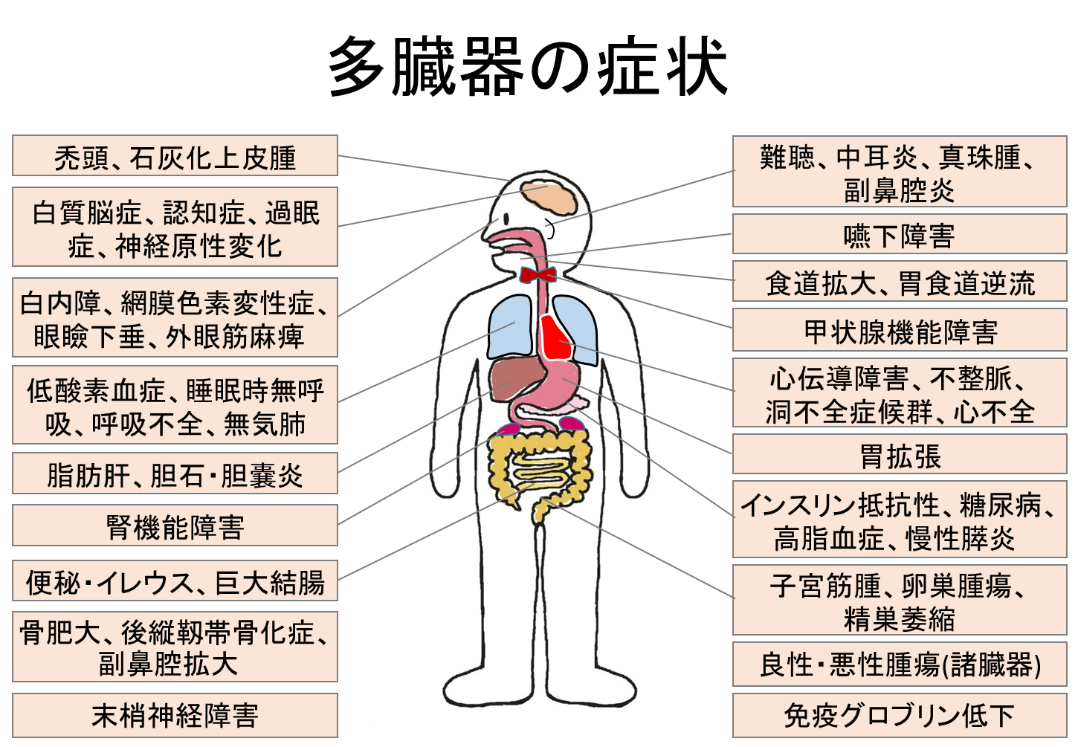 多臓器の症状
禿頭、石灰化上皮腫
白質脳症、認知症、過眠
症、神経原性変化
白内障、網膜色素変性症、
眼瞼下垂、外眼筋麻痺
低酸素血症、睡眠時無呼
吸、呼吸不全、無気肺
脂肪肝、胆石・胆嚢炎
腎機能障害
便秘・イレウス、巨大結腸
骨肥大、後縦靱帯骨化症、
副鼻腔拡大
末梢神経障害
難聴、中耳炎、真珠腫、
副鼻腔炎
嚥下障害
食道拡大、胃食道逆流
甲状腺機能障害
心伝導障害、不整脈、
洞不全症候群、心不全
胃拡張
インスリン抵抗性、糖尿病、
高脂血症、慢性膵炎
子宮筋腫、卵巣腫瘍、
精巣萎縮
良性・悪性腫瘍(諸臓器)
免疫グロブリン低下